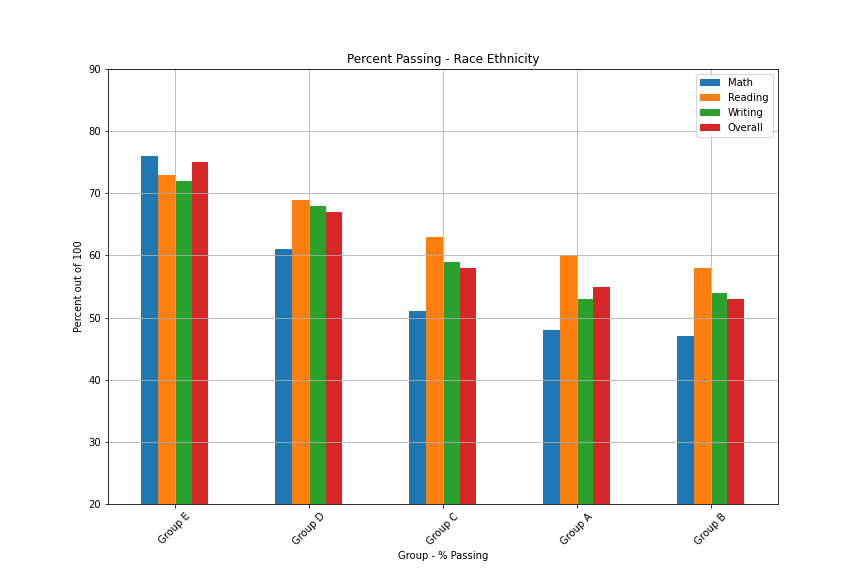 Percent Passing - Race Ethnicity
Math
Reading
Writing
Overall
Percent out of 100
90
80
70
60
50
40
30
20
Group E
Group D
Group C
Group A
Group B
Group - % Passing